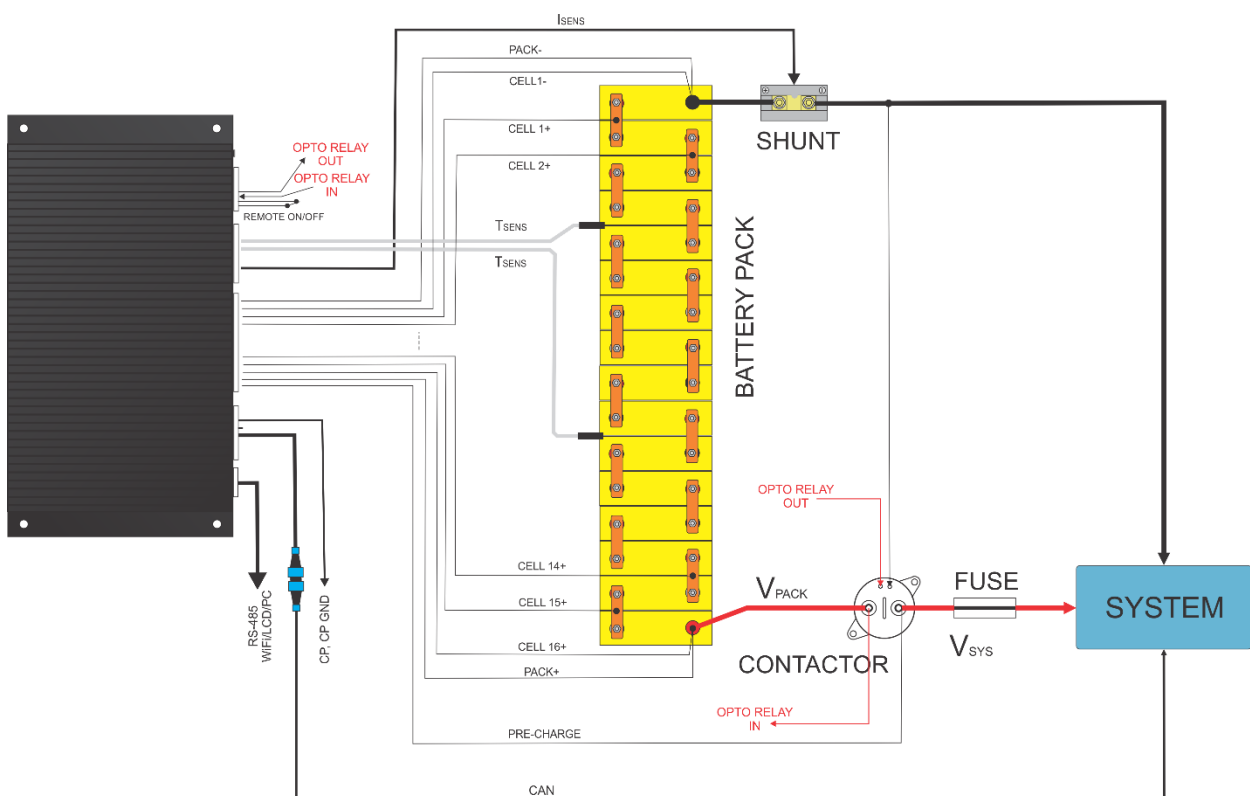 ISENS
PACK-
CELL1-
CELL 1+
CELL 2+
OPTO RELAY
OUT
OPTO RELAY
IN
REMOTE ON/OFF
TSENS
TSENS
SHUNT
BATTERY PACK
OPTO RELAY
OUT
CELL 14+
CELL 15+
CELL 16+
PACK+
VPACK
FUSE
SYSTEM
VSYS
CONTACTOR
OPTO RELAY
IN
RS-485
WiFi/LCD/PC
CP, CP GND
PRE-CHARGE
CAN